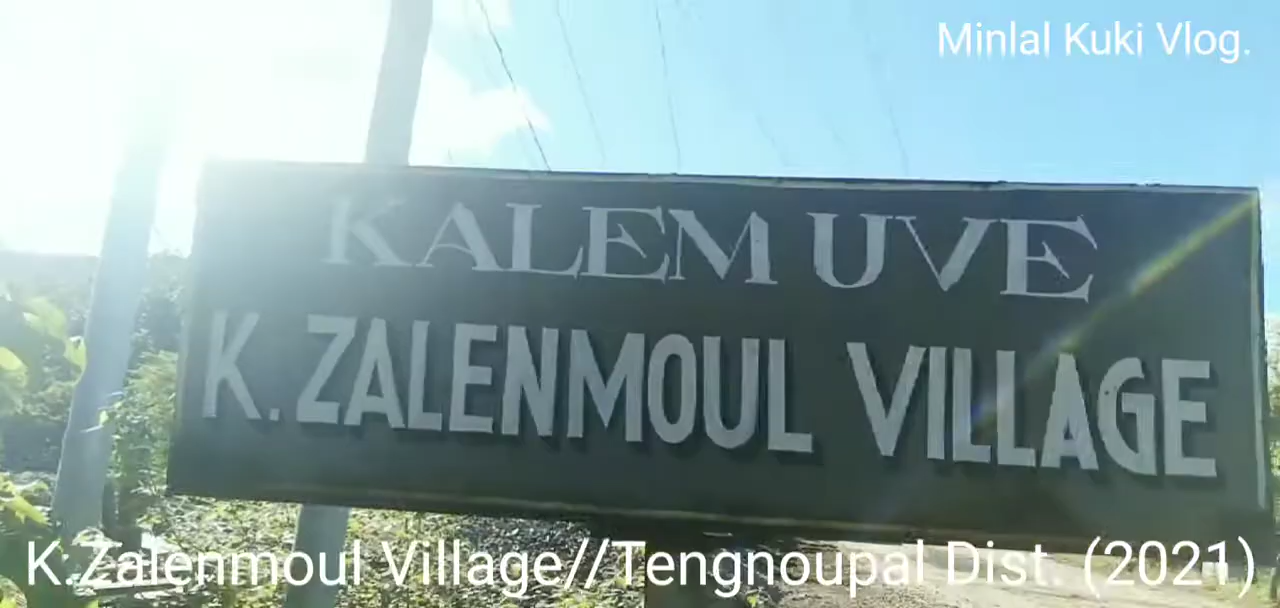 Minlal Kuki Vlog.
KALEM UVE
K. ZALENMOUL VILLAGE
K.Zalenmoul Village//Tengnoupal Dist. (2021)